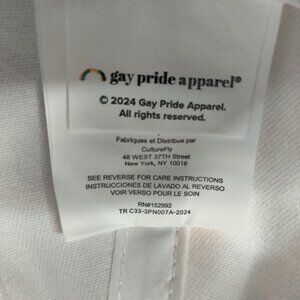 gay pride apparel®
© 2024 Gay Pride Apparel.
All rights reserved.
Fabriques et Distribue par
CultureFly
48 WEST 37TH Street
New York, NY 10018
SEE REVERSE FOR CARE INSTRUCTIONS
INSTRUCCIONES DE LAVADO AL REVERSO
VOIR VERSO POUR LE SOIN
RN#152992
TR C33-3PN007A-2024